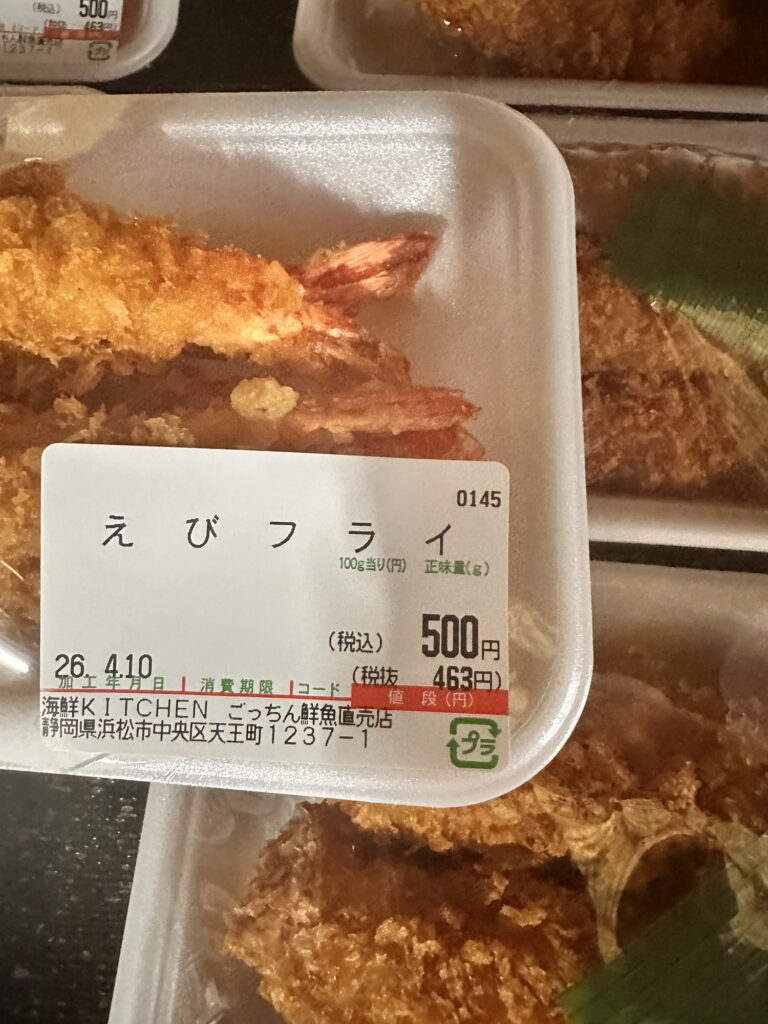 (税込) 500円
463円)
0145
えびフライ
100g当り(円) 正味量(g)
(税込) 500円
26. 4.10 (税抜 463円)
加工年月日 消費期限 コード 値段(円)
海鮮KITCHEN ごっちん鮮魚直売店
静岡県浜松市中央区天王町1237-1
プラ